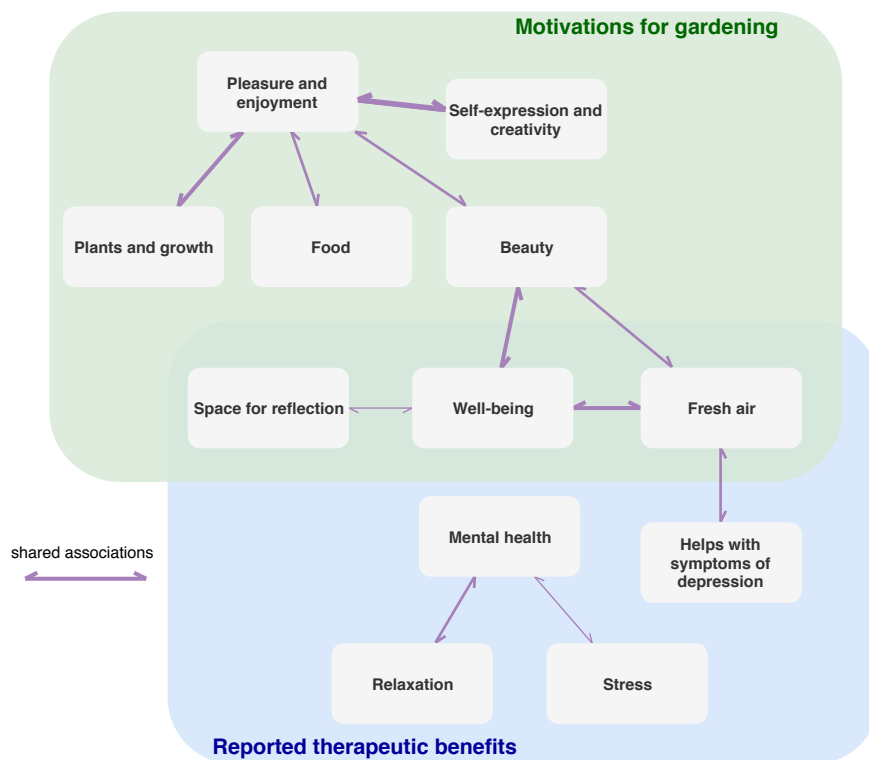 Motivations for gardening
Pleasure and
enjoyment
Self-expression and
creativity
Plants and growth
Food
Beauty
Space for reflection
Well-being
Fresh air
Mental health
Helps with
symptoms of
depression
shared associations
Relaxation
Stress
Reported therapeutic benefits